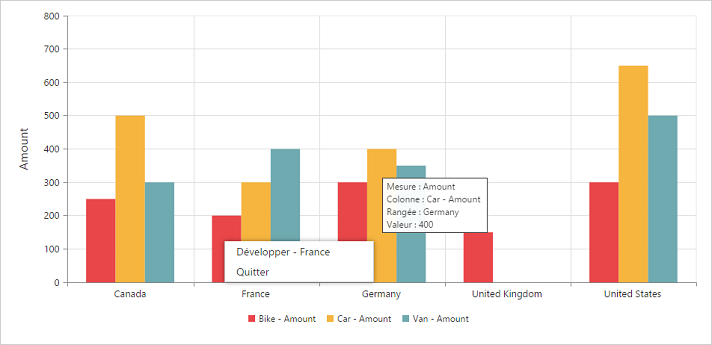 800
700
600
500
400
300
200
100
0
Amount
Mesure : Amount
Colonne : Car - Amount
Rangée : Germany
Valeur : 400
Développer - France
Quitter
Canada
France
Germany
United Kingdom
United States
Bike - Amount
Car - Amount
Van - Amount